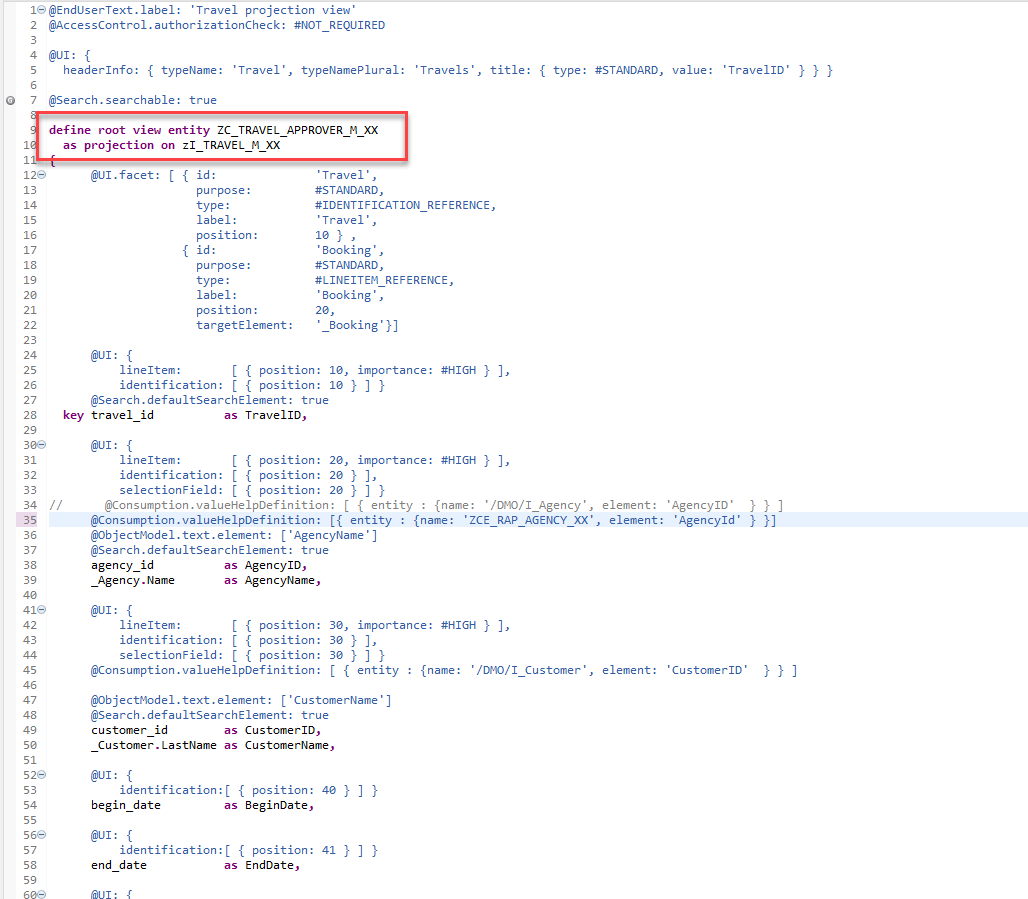 1 @EndUserText.label: 'Travel projection view'
2 @AccessControl.authorizationCheck: #NOT_REQUIRED
3
4 @UI: {
5   headerInfo: { typeName: 'Travel', typeNamePlural: 'Travels', title: { type: #STANDARD, value: 'TravelID' } } }
6
7 @Search.searchable: true
8
9 define root view entity ZC_TRAVEL_APPROVER_M_XX
10   as projection on zI_TRAVEL_M_XX
11 {
12       @UI.facet: [ { id:              'Travel',
13                      purpose:         #STANDARD,
14                      type:            #IDENTIFICATION_REFERENCE,
15                      label:           'Travel',
16                      position:        10 } ,
17                    { id:              'Booking',
18                      purpose:         #STANDARD,
19                      type:            #LINEITEM_REFERENCE,
20                      label:           'Booking',
21                      position:        20,
22                      targetElement:   '_Booking'}]
23
24       @UI: {
25           lineItem:       [ { position: 10, importance: #HIGH } ],
26           identification: [ { position: 10 } ] }
27       @Search.defaultSearchElement: true
28   key travel_id          as TravelID,
29
30       @UI: {
31           lineItem:       [ { position: 20, importance: #HIGH } ],
32           identification: [ { position: 20 } ],
33           selectionField: [ { position: 20 } ] }
34 //      @Consumption.valueHelpDefinition: [ { entity : {name: '/DMO/I_Agency', element: 'AgencyID'  } } ]
35       @Consumption.valueHelpDefinition: [{ entity : {name: 'ZCE_RAP_AGENCY_XX', element: 'AgencyId' } }]
36       @ObjectModel.text.element: ['AgencyName']
37       @Search.defaultSearchElement: true
38       agency_id          as AgencyID,
39       _Agency.Name       as AgencyName,
40
41       @UI: {
42           lineItem:       [ { position: 30, importance: #HIGH } ],
43           identification: [ { position: 30 } ],
44           selectionField: [ { position: 30 } ] }
45       @Consumption.valueHelpDefinition: [ { entity : {name: '/DMO/I_Customer', element: 'CustomerID'  } } ]
46
47       @ObjectModel.text.element: ['CustomerName']
48       @Search.defaultSearchElement: true
49       customer_id        as CustomerID,
50       _Customer.LastName as CustomerName,
51
52       @UI: {
53           identification:[ { position: 40 } ] }
54       begin_date         as BeginDate,
55
56       @UI: {
57           identification:[ { position: 41 } ] }
58       end_date           as EndDate,
59
60       @UI: {